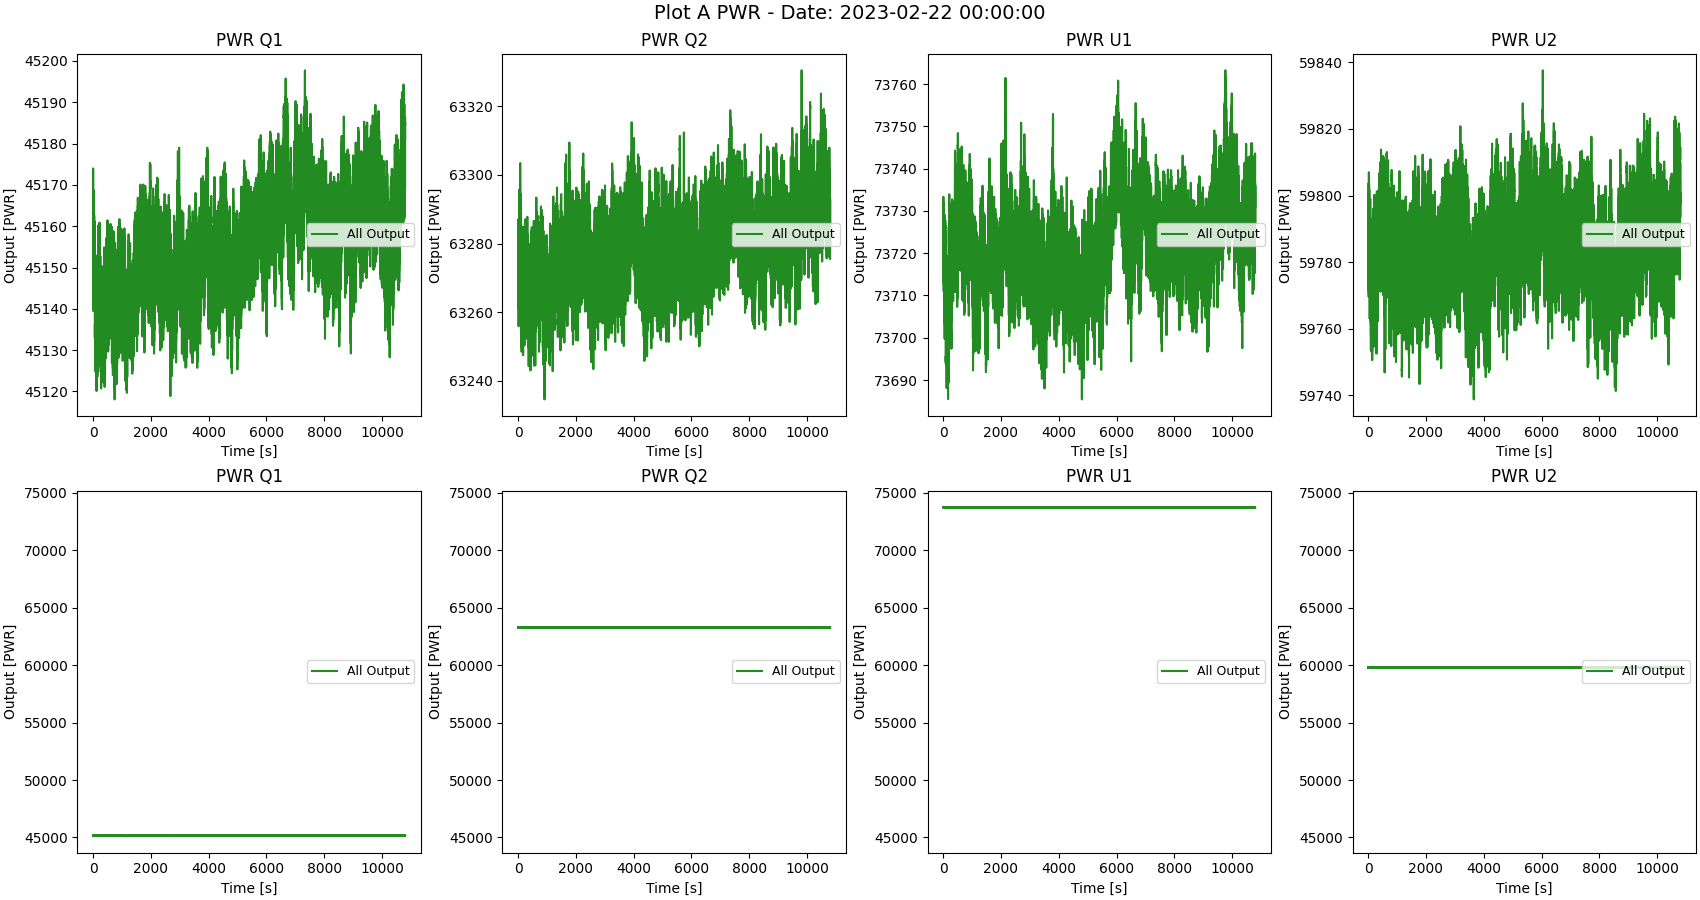 Plot A PWR - Date: 2023-02-22 00:00:00
PWR Q1
PWR Q2
PWR U1
PWR U2
Output [PWR]
45200
45190
45180
45170
45160
45150
45140
45130
45120
All Output
0 2000 4000 6000 8000 10000
Time [s]
Output [PWR]
63320
63300
63280
63260
63240
All Output
0 2000 4000 6000 8000 10000
Time [s]
Output [PWR]
73760
73750
73740
73730
73720
73710
73700
73690
All Output
0 2000 4000 6000 8000 10000
Time [s]
Output [PWR]
59840
59820
59800
59780
59760
59740
All Output
0 2000 4000 6000 8000 10000
Time [s]
PWR Q1
PWR Q2
PWR U1
PWR U2
Output [PWR]
75000
70000
65000
60000
55000
50000
45000
All Output
0 2000 4000 6000 8000 10000
Time [s]
Output [PWR]
75000
70000
65000
60000
55000
50000
45000
All Output
0 2000 4000 6000 8000 10000
Time [s]
Output [PWR]
75000
70000
65000
60000
55000
50000
45000
All Output
0 2000 4000 6000 8000 10000
Time [s]
Output [PWR]
75000
70000
65000
60000
55000
50000
45000
All Output
0 2000 4000 6000 8000 10000
Time [s]